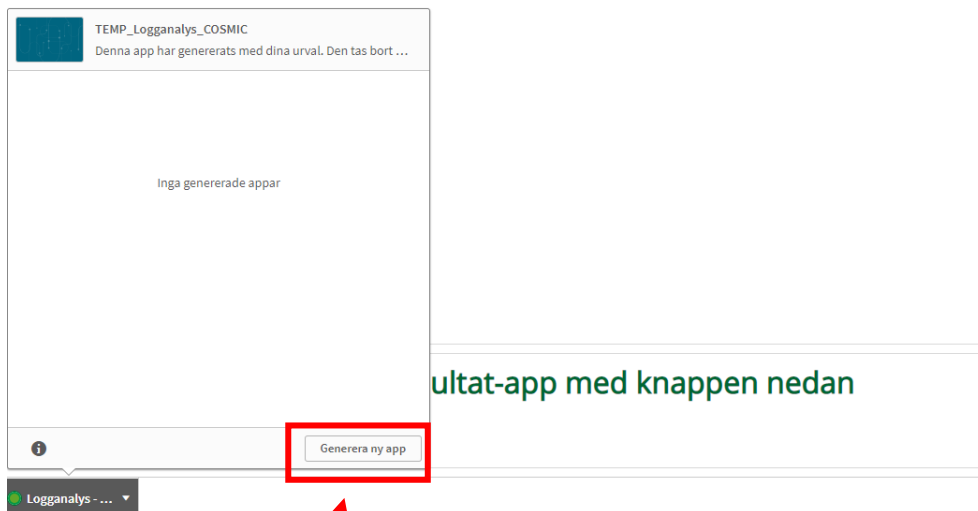 TEMP_Logganalys_COSMIC
Denna app har genererats med dina urval. Den tas bort ...
Inga genererade appar
ultat-app med knappen nedan
Generera ny app
Logganalys - ...